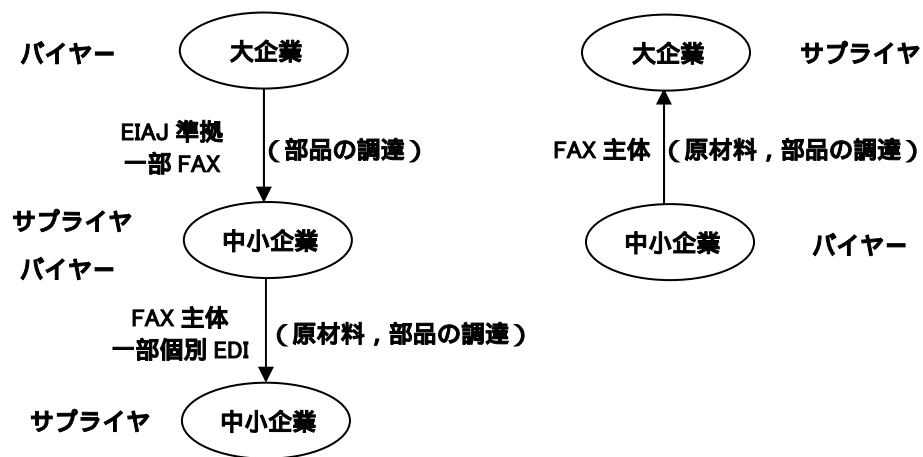 バイヤー
大企業
EIAJ 準拠
一部 FAX
（部品の調達）
サプライヤ
バイヤー
中小企業
FAX 主体
一部個別 EDI
（原材料，部品の調達）
サプライヤ
中小企業
大企業
サプライヤ
FAX 主体
（原材料，部品の調達）
中小企業
バイヤー